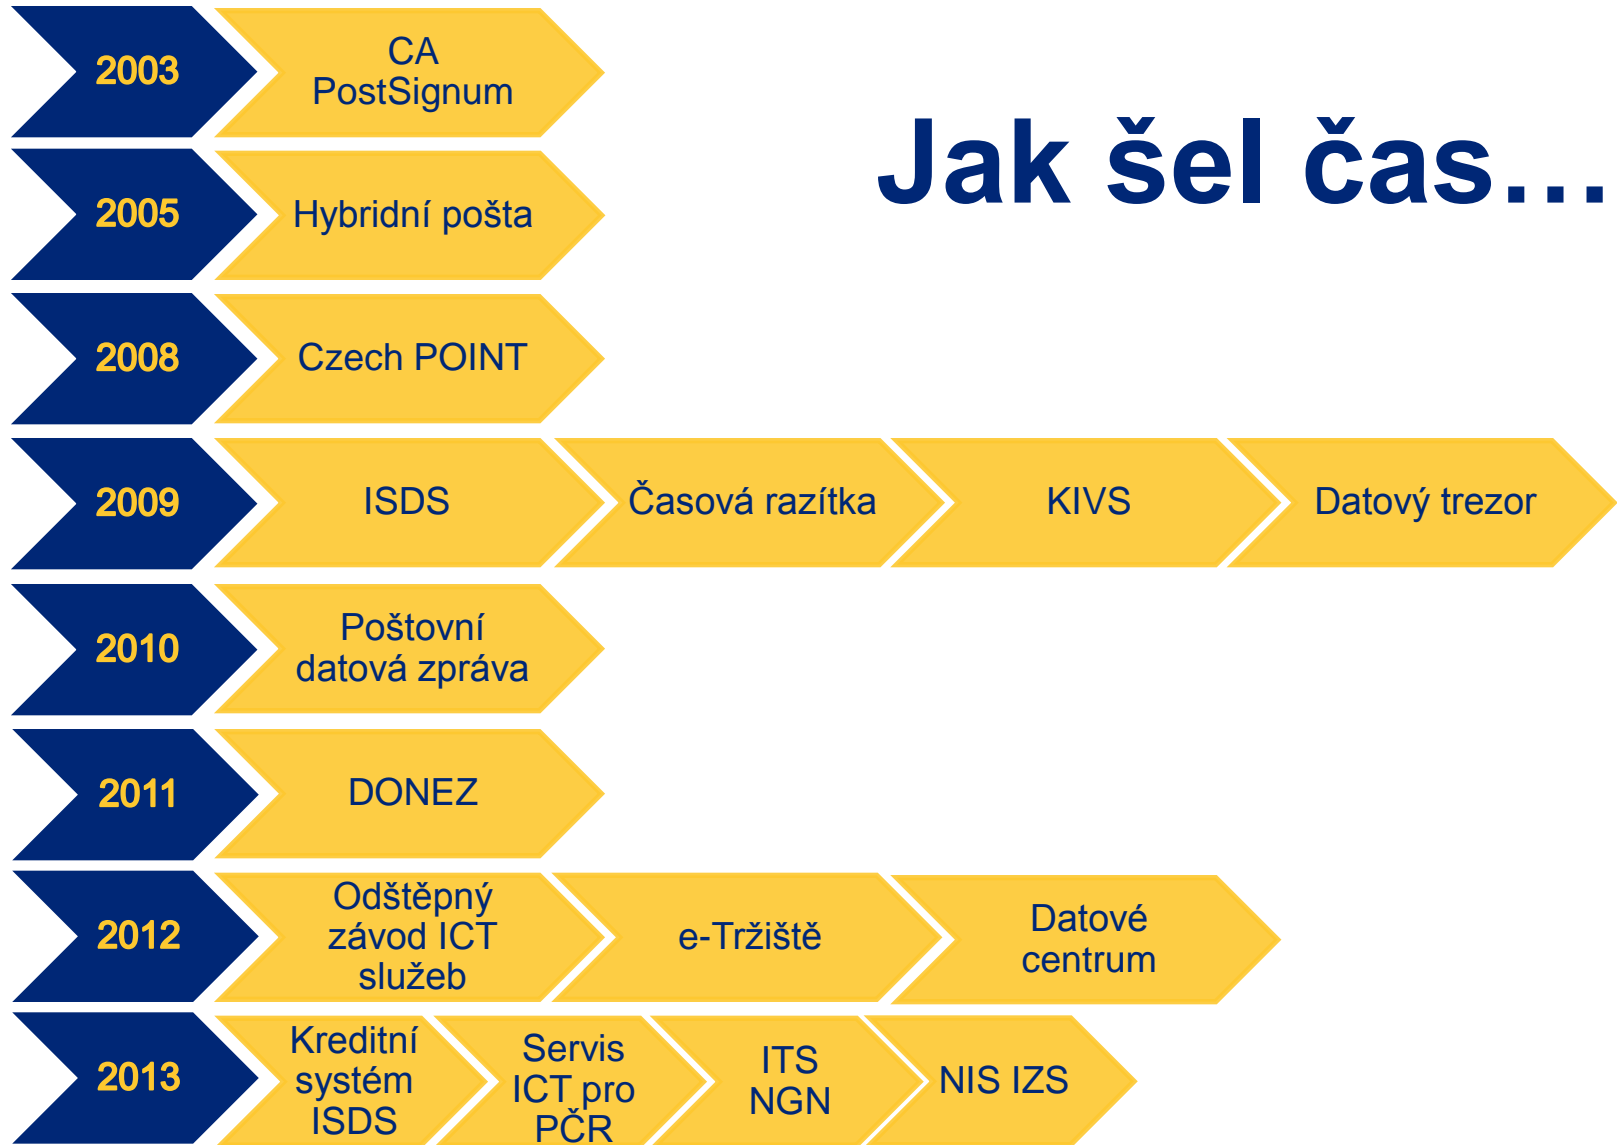 Jak šel čas…
2003
CA
PostSignum
2005
Hybridní pošta
2008
Czech POINT
2009
ISDS
Časová razítka
KIVS
Datový trezor
2010
Poštovní
datová zpráva
2011
DONEZ
2012
Odštěpný
závod ICT
služeb
e-Tržiště
Datové
centrum
2013
Kreditní
systém
ISDS
Servis
ICT pro
PČR
ITS
NGN
NIS IZS